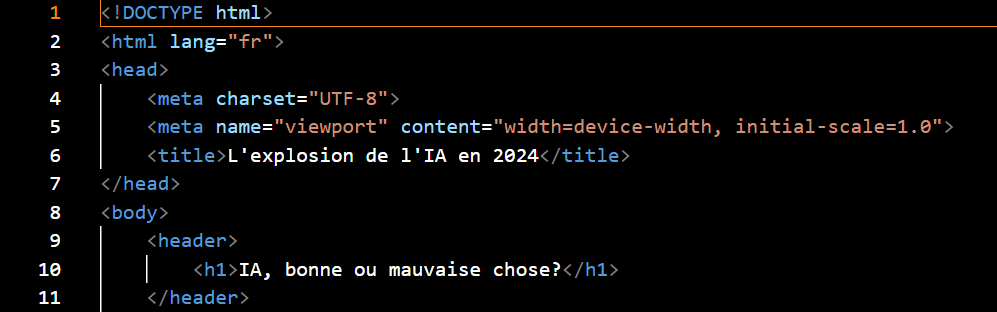 1 <!DOCTYPE html>
2 <html lang="fr">
3 <head>
4 <meta charset="UTF-8">
5 <meta name="viewport" content="width=device-width, initial-scale=1.0">
6 <title>L'explosion de l'IA en 2024</title>
7 </head>
8 <body>
9 <header>
10 <h1>IA, bonne ou mauvaise chose?</h1>
11 </header>